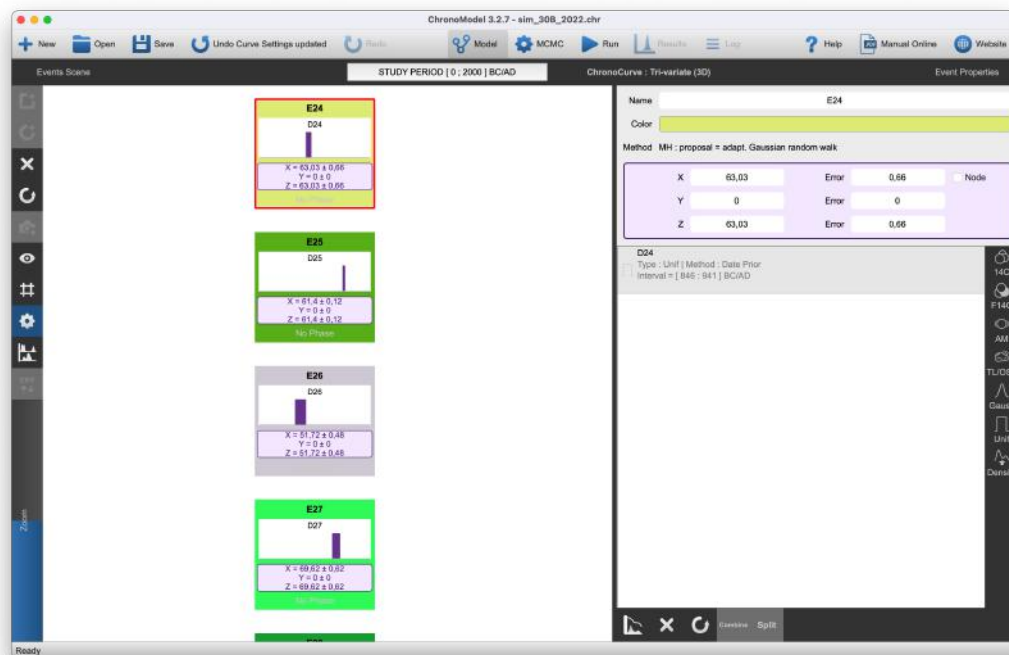 ChronoModel 3.2.7 - sim_30B_2022.chr
New Open Save Undo Curve Settings updated Redo Model MCMC Run Results Log Help Manual Online Website
Events Scene STUDY PERIOD [ 0 ; 2000 ] BC/AD ChronoCurve : Tri-variate (3D) Event Properties
E24
D24
X = 63,03 ± 0,66
Y = 0 ± 0
Z = 63,03 ± 0,66
No Phase
E25
D25
X = 61,4 ± 0,12
Y = 0 ± 0
Z = 61,4 ± 0,12
No Phase
E26
D26
X = 51,72 ± 0,48
Y = 0 ± 0
Z = 51,72 ± 0,48
E27
D27
X = 69,62 ± 0,62
Y = 0 ± 0
Z = 69,62 ± 0,62
No Phase
Name E24
Color
Method MH : proposal = adapt. Gaussian random walk
X 63,03 Error 0,66 Node
Y 0 Error 0
Z 63,03 Error 0,66
D24
Type : Unif | Method : Date Prior
Interval = [ 846 ; 941 ] BC/AD
14C
F14C
AM
TL/OS
Gauss
Unif
Densi
Combine Split
Zoom
Ready